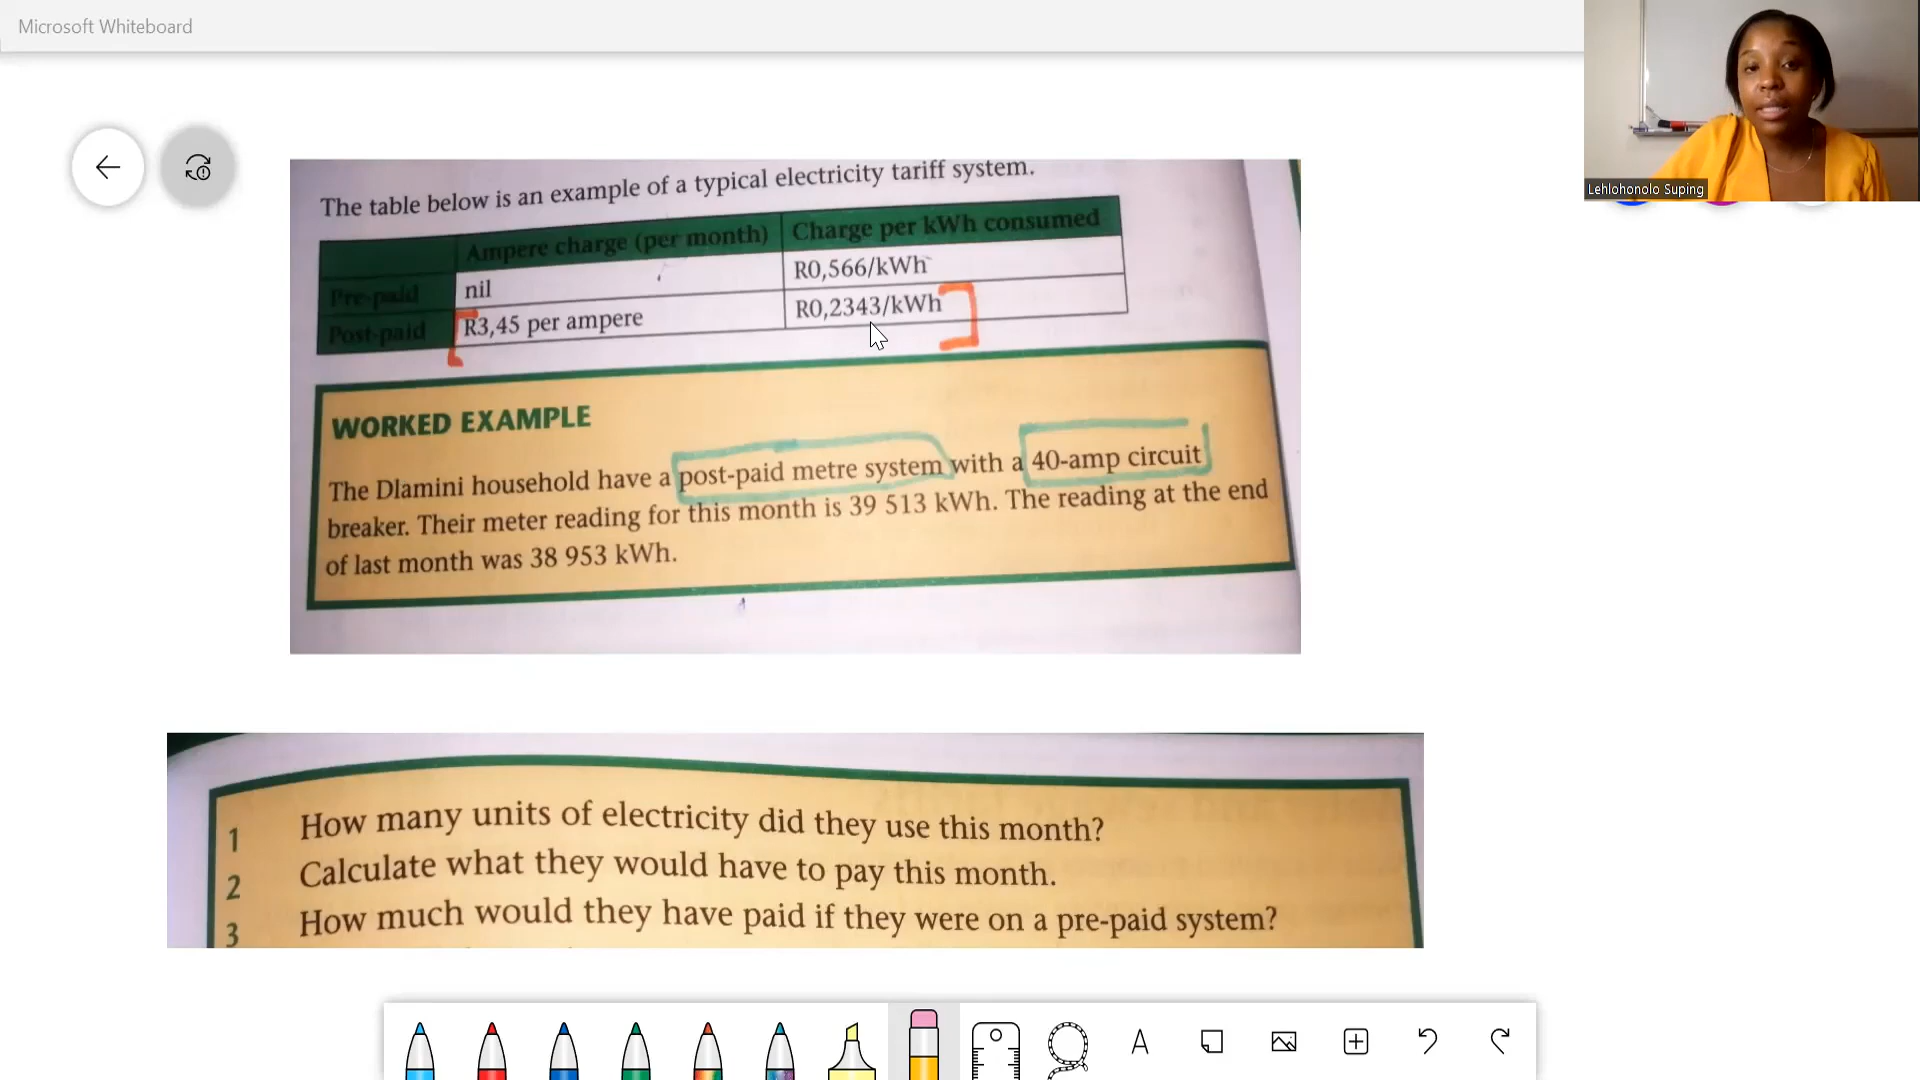 Microsoft Whiteboard
Lehlohonolo Suping
The table below is an example of a typical electricity tariff system.
Ampere charge (per month) Charge per kWh consumed
Pre-paid nil R0,566/kWh
Post-paid R3,45 per ampere R0,2343/kWh
WORKED EXAMPLE
The Dlamini household have a post-paid metre system with a 40-amp circuit
breaker. Their meter reading for this month is 39 513 kWh. The reading at the end
of last month was 38 953 kWh.
1 How many units of electricity did they use this month?
2 Calculate what they would have to pay this month.
3 How much would they have paid if they were on a pre-paid system?